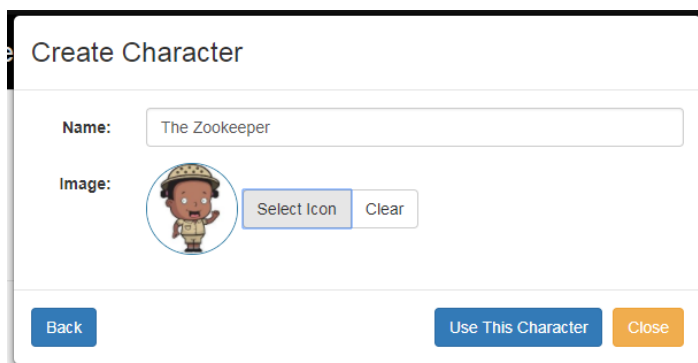 Create Character
Name: The Zookeeper
Image:
Select Icon Clear
Back Use This Character Close